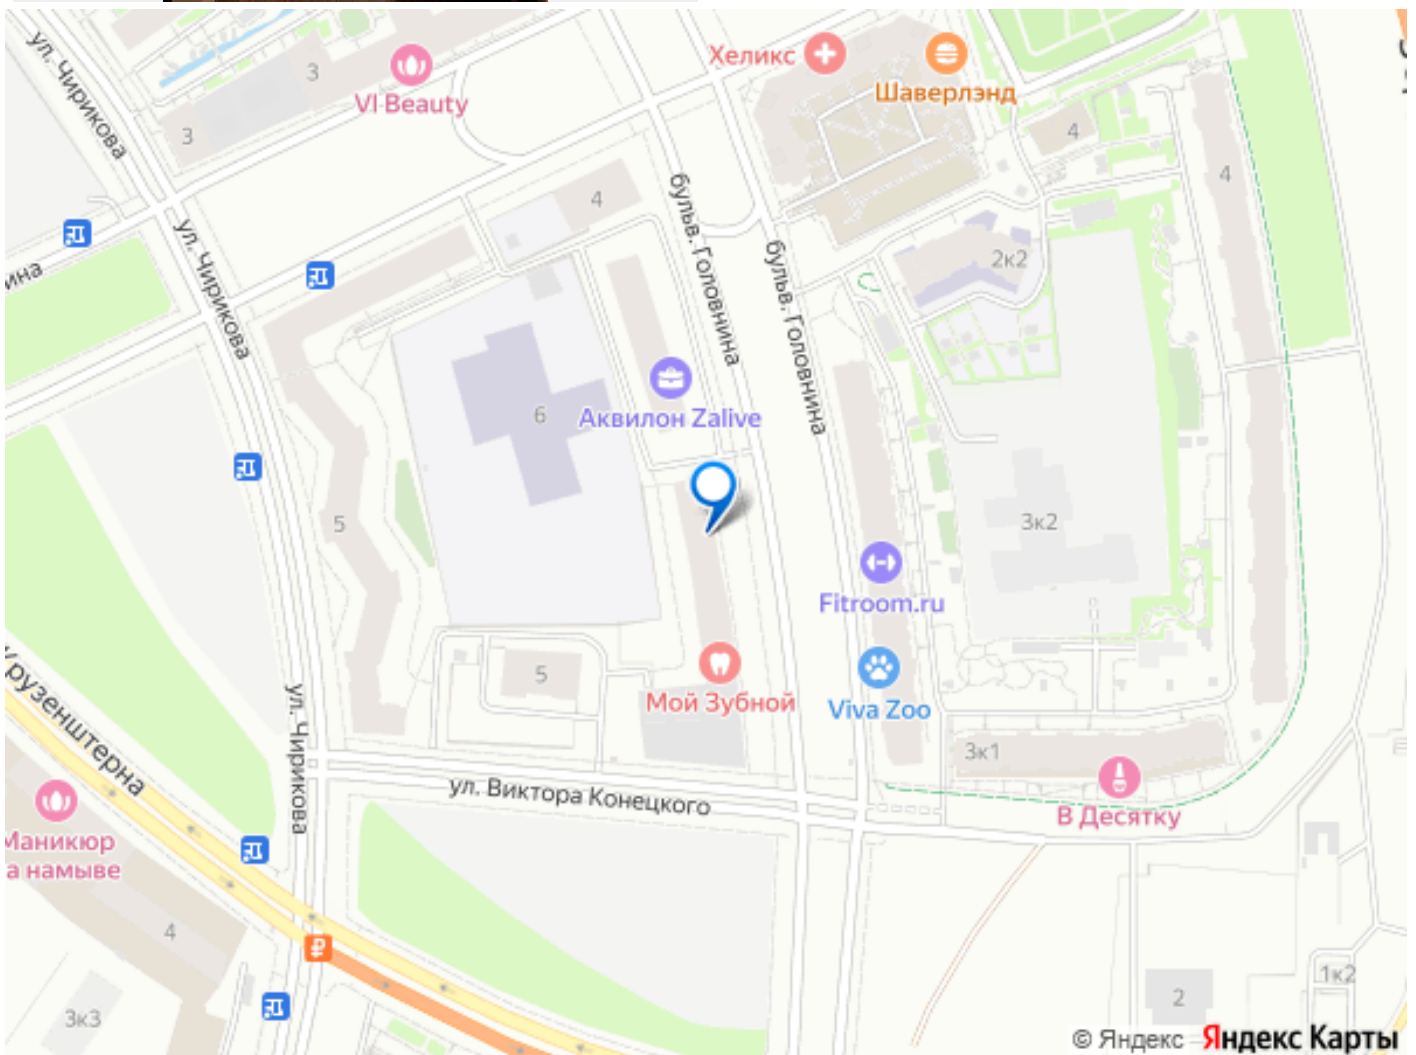 ул. Чирикова
3
VI Beauty
3
Хеликс
Шаверлэнд
4
4
4
ул. Чирикова
бульв. Головнина
бульв. Головнина
2к2
ина
Аквилон Zalive
6
5
3к2
Fitroom.ru
5
Мой Зубной
Viva Zoo
ул. Чирикова
Крузенштерна
3к1
ул. Виктора Конецкого
В Десятку
Маникюр
а намыве
4
1к2
2
3к3
© Яндекс Яндекс Карты